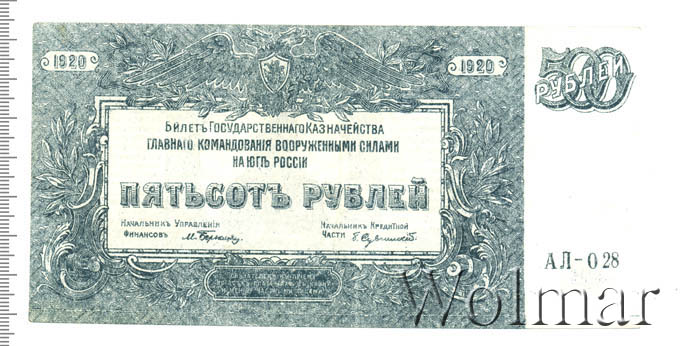 1920
1920
500
РУБЛЕЙ
БИЛЕТЪ ГОСУДАРСТВЕННАГО КАЗНАЧЕЙСТВА
ГЛАВНАГО КОМАНДОВАНІЯ ВООРУЖЕННЫМИ СИЛАМИ
НА ЮГѢ РОССІИ
ПЯТЬСОТЪ РУБЛЕЙ
НАЧАЛЬНИКЪ УПРАВЛЕНІЯ
ФИНАНСОВЪ
НАЧАЛЬНИКЪ КРЕДИТНОЙ
ЧАСТИ
АЛ-028
Wolmar